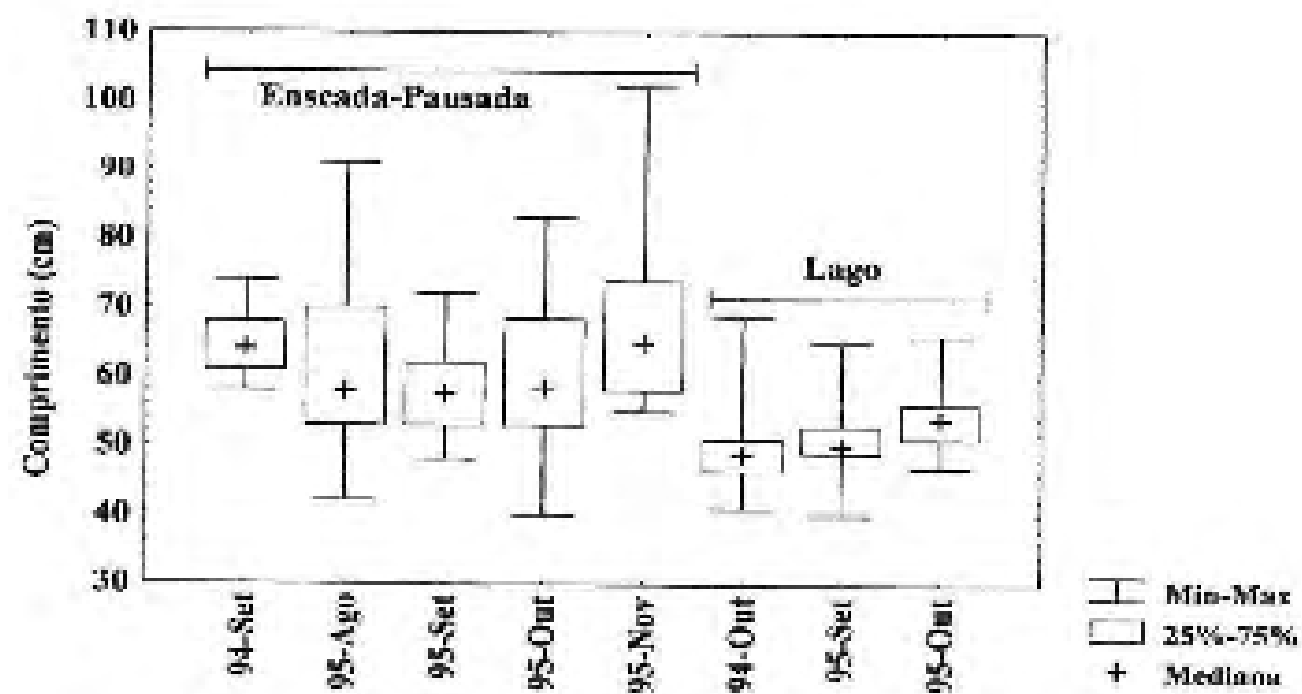 110
100
90
80
70
60
50
40
30
Comprimento (cm)
Enseada-Pausada
Lago
94-Set
95-Ago
95-Set
95-Out
95-Nov
94-Out
95-Set
95-Out
Min-Max
25%-75%
Mediana